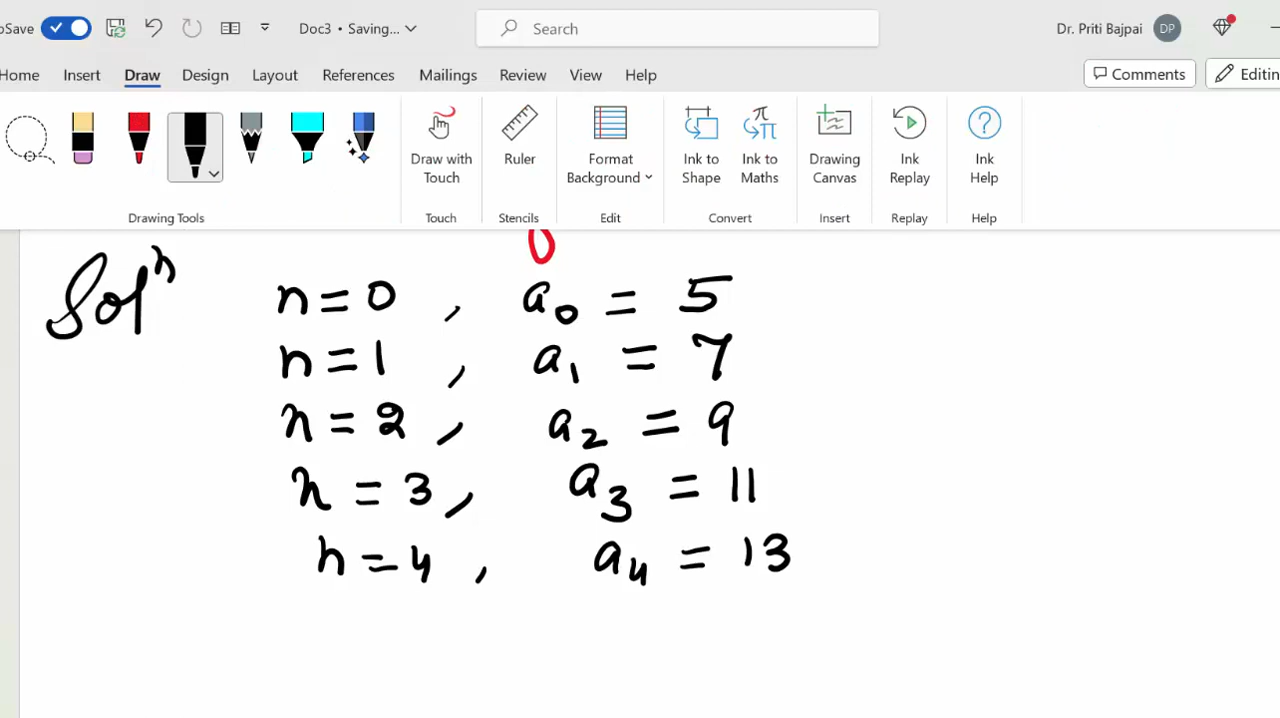 oSave Doc3 • Saving... Search Dr. Priti Bajpai DP
Home Insert Draw Design Layout References Mailings Review View Help Comments Editin
Draw with Touch Ruler Format Background Ink to Shape Ink to Maths Drawing Canvas Ink Replay Ink Help
Drawing Tools Touch Stencils Edit Convert Insert Replay Help
0
Solⁿ n = 0 , a₀ = 5
n = 1 , a₁ = 7
n = 2 , a₂ = 9
n = 3 , a₃ = 11
n = 4 , a₄ = 13